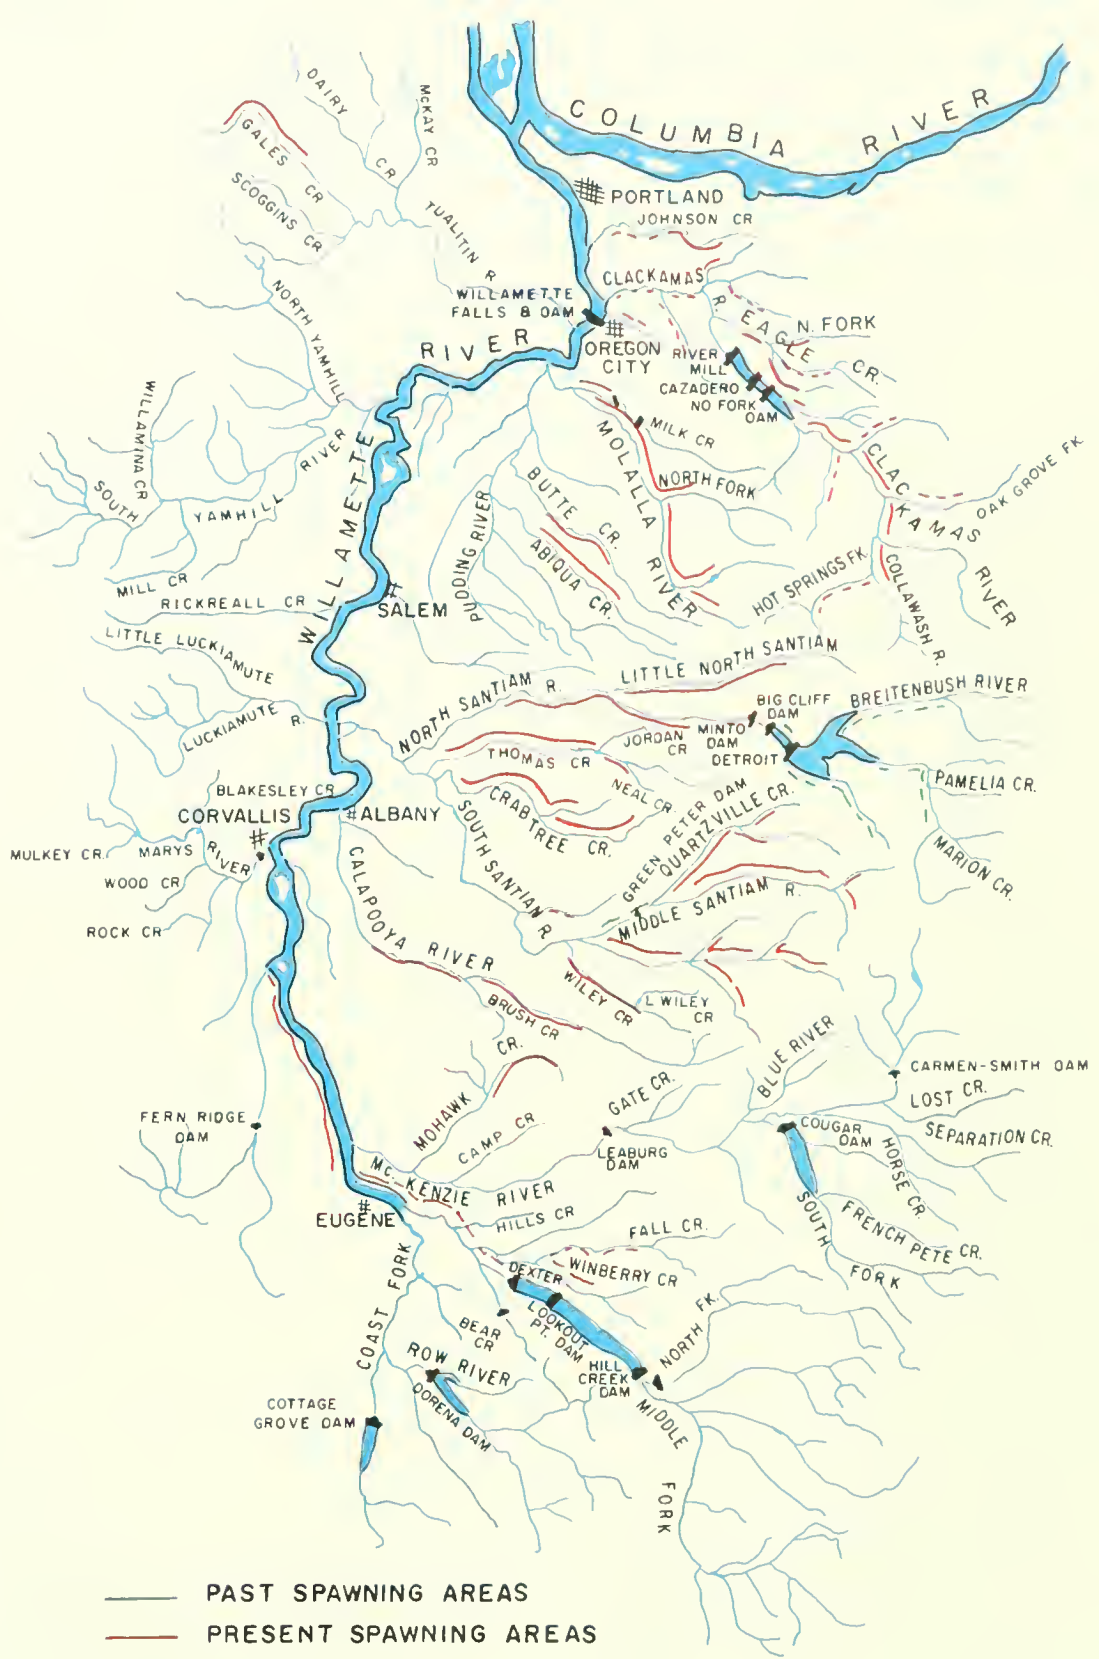 COLUMBIA RIVER
DAIRY CR
McKAY CR
GALES CR
SCOGGINS CR
TUALITIN R
PORTLAND
JOHNSON CR
CLACKAMAS R.
WILLAMETTE
FALLS & DAM
NORTH YAMHILL
EAGLE CR.
N. FORK
OREGON
CITY
RIVER
MILL
CAZADERO
NO FORK
DAM
WILLAMETTE RIVER
WILLAMINA CR
SOUTH YAMHILL RIVER
MILK CR
MOLALLA RIVER
NORTH FORK
CLACKAMAS RIVER
OAK GROVE FK.
BUTTE CR.
ABIQUA CR.
PUDDING RIVER
HOT SPRINGS FK.
COLLAWASH R.
MILL CR
RICKREALL CR
SALEM
LITTLE LUCKIAMUTE
LUCKIAMUTE R.
NORTH SANTIAM R.
LITTLE NORTH SANTIAM
BIG CLIFF
DAM
BREITENBUSH RIVER
JORDAN
CR
MINTO
DAM
DETROIT
THOMAS CR
NEAL CR.
PAMELIA CR.
BLAKESLEY CR
CORVALLIS
ALBANY
CRABTREE CR.
GREEN PETER DAM
QUARTZVILLE CR.
MARION CR.
MULKEY CR.
MARYS RIVER
WOOD CR
ROCK CR
CALAPOOYA RIVER
SOUTH SANTIAN R
MIDDLE SANTIAM R.
WILEY CR
L WILEY
CR
BRUSH CR
BLUE RIVER
CARMEN-SMITH DAM
LOST CR.
SEPARATION CR.
MOHAWK CR.
GATE CR.
CAMP CR
LEABURG
DAM
COUGAR
DAM
HORSE CR.
FERN RIDGE
DAM
Mc. KENZIE RIVER
EUGENE
HILLS CR
FALL CR.
WINBERRY CR
SOUTH FORK
FRENCH PETE CR.
COAST FORK
DEXTER
LOOKOUT
PT. DAM
BEAR
CR
NORTH FK.
HILL
CREEK
DAM
ROW RIVER
DORENA DAM
COTTAGE
GROVE DAM
MIDDLE FORK
PAST SPAWNING AREAS
PRESENT SPAWNING AREAS